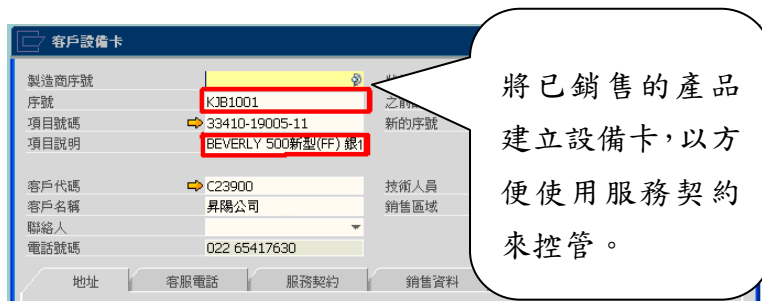 客戶設備卡
製造商序號
序號 KJB1001
項目號碼 33410-19005-11 新的序號
項目說明 BEVERLY 500新型(FF) 銀
客戶代碼 C23900 技術人員
客戶名稱 昇陽公司 銷售區域
聯絡人
電話號碼 022 65417630
地址 客服電話 服務契約 銷售資料
將已銷售的產品
建立設備卡,以方
便使用服務契約
來控管。